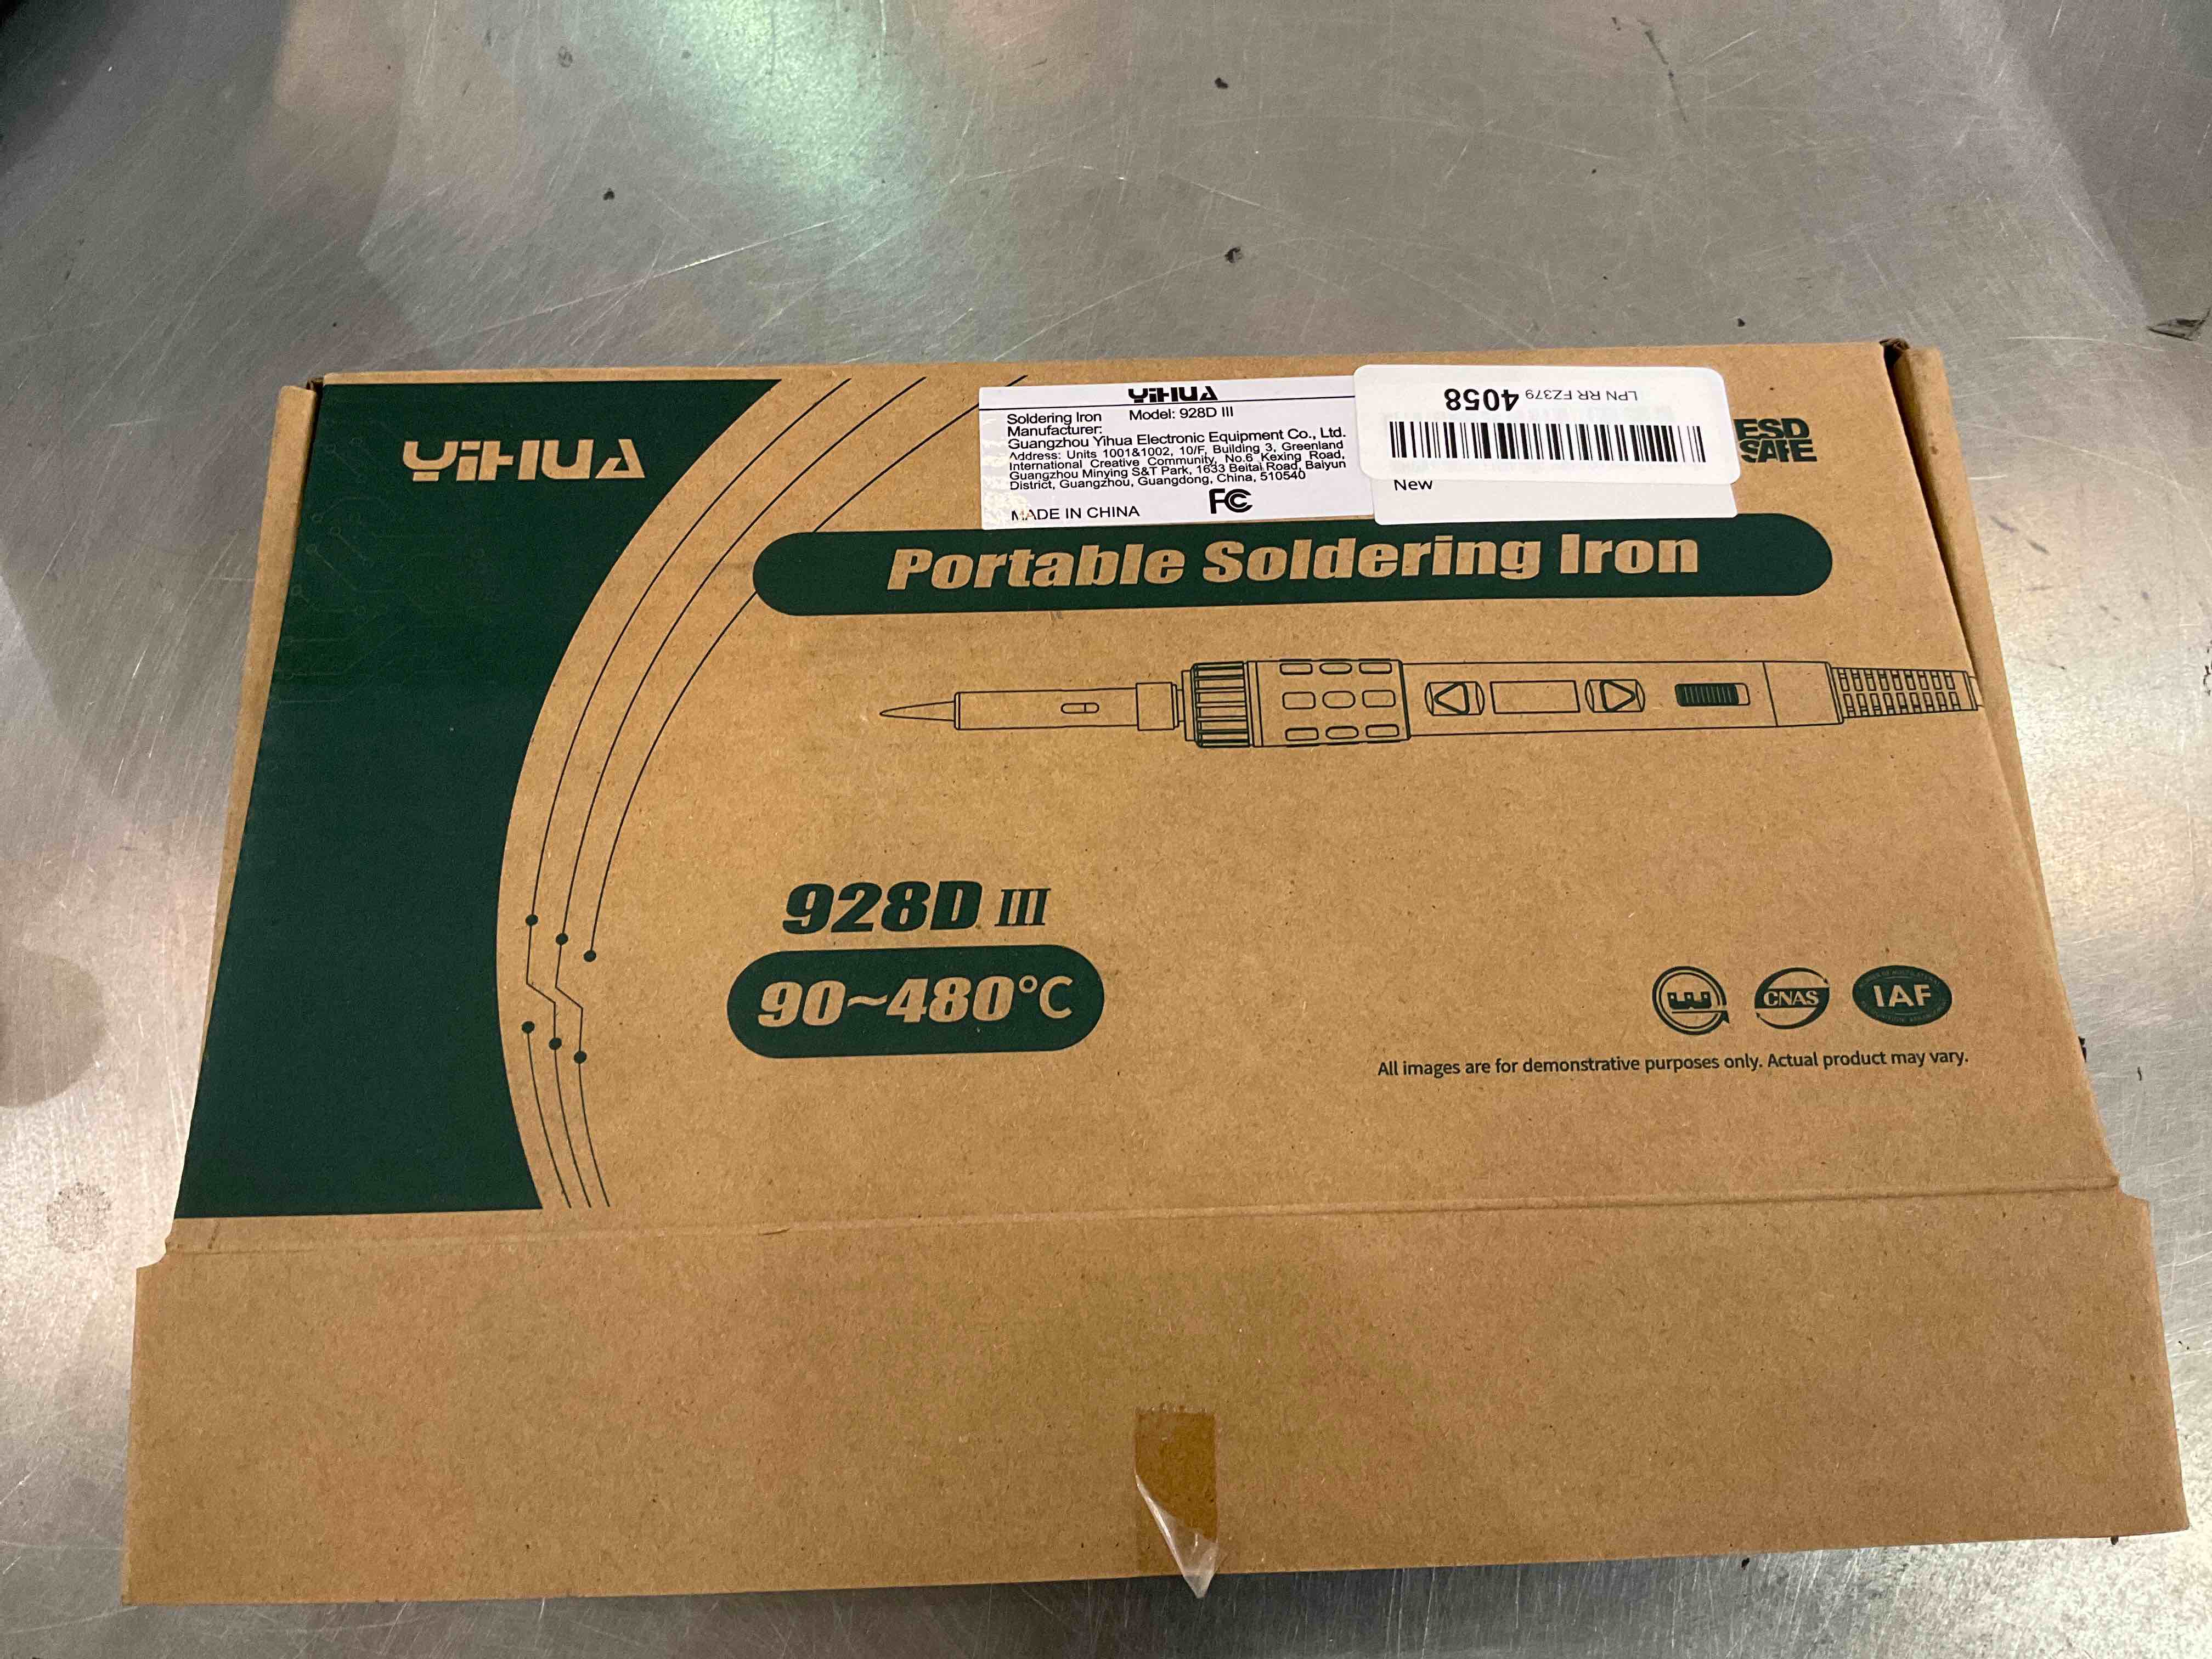 YIHUA
YIHUA
Soldering Iron Model: 928D III
Manufacturer:
Guangzhou Yihua Electronic Equipment Co., Ltd.
Address: Units 1001&1002, 10/F, Building 3, Greenland
International Creative Community, No.6 Kexing Road,
Guangzhou Minying S&T Park, 1633 Beitai Road, Baiyun
District, Guangzhou, Guangdong, China, 510540
FC
MADE IN CHINA
LPN RR FZ3794058
New
ESD
SAFE
Portable Soldering Iron
928D III
90~480°C
CNAS
IAF
All images are for demonstrative purposes only. Actual product may vary.